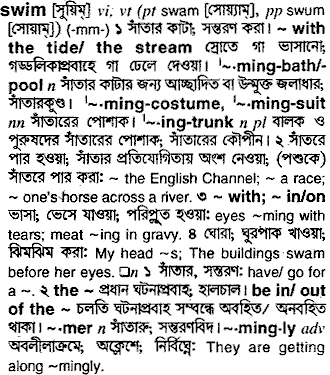 swim [সুয়িম্] vi, vt (pt swam [সোয়্যাম্], pp swum
[সোয়াম্]) (-mm-) ১ সাঁতার কাটা; সন্তরণ করা। ~ with
the tide/ the stream স্রোতে গা ভাসানো;
গড্ডলিকাপ্রবাহে গা ঢেলে দেওয়া। ˈ~·ming-bath/-
pool n সাঁতার কাটার জন্য আচ্ছাদিত বা উন্মুক্ত জলাধার;
সাঁতারকুণ্ড। ˈ~·ming-costume, ˈ~·ming-suit
nn সাঁতারের পোশাক। ˈ~·ing-trunk n pl বালক ও
পুরুষদের সাঁতারের পোশাক; সাঁতারের কৌপীন। ২ সাঁতরে
পার হওয়া; সাঁতার প্রতিযোগিতায় অংশ নেওয়া; (পশুকে)
সাঁতরে পার করা: ~ the English Channel; ~ a race;
~ one's horse across a river. ৩ ~ with; ~ in/on
ভাসা; ভেসে যাওয়া; পরিপ্লুত হওয়া: eyes ~ming with
tears; meat ~ing in gravy. ৪ ঘোরা; ঘুরপাক খাওয়া;
ঝিমঝিম করা: My head ~s; The buildings swam
before her eyes. □n ১ সাঁতার, সন্তরণ: have/ go for
a ~. ২ the ~ প্রধান ঘটনাপ্রবাহ; হালচাল। be in/ out
of the ~ চলতি ঘটনাপ্রবাহ সম্বন্ধে অবহিত/ অনবহিত
থাকা। ~·mer n সাঁতারু; সন্তরণবিদ। ~·ming·ly adv
অবলীলাক্রমে; অক্লেশে; নির্বিঘ্নে: They are getting
along ~mingly.